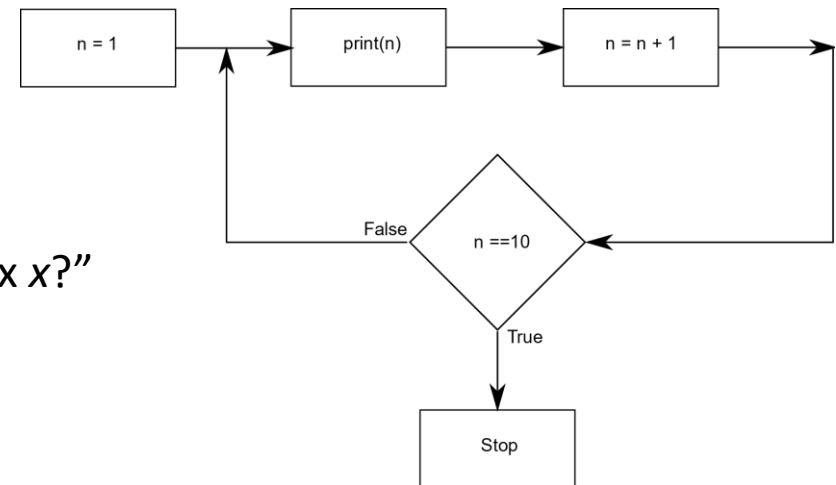 n = 1
print(n)
n = n + 1
False
n ==10
x x?”
True
Stop